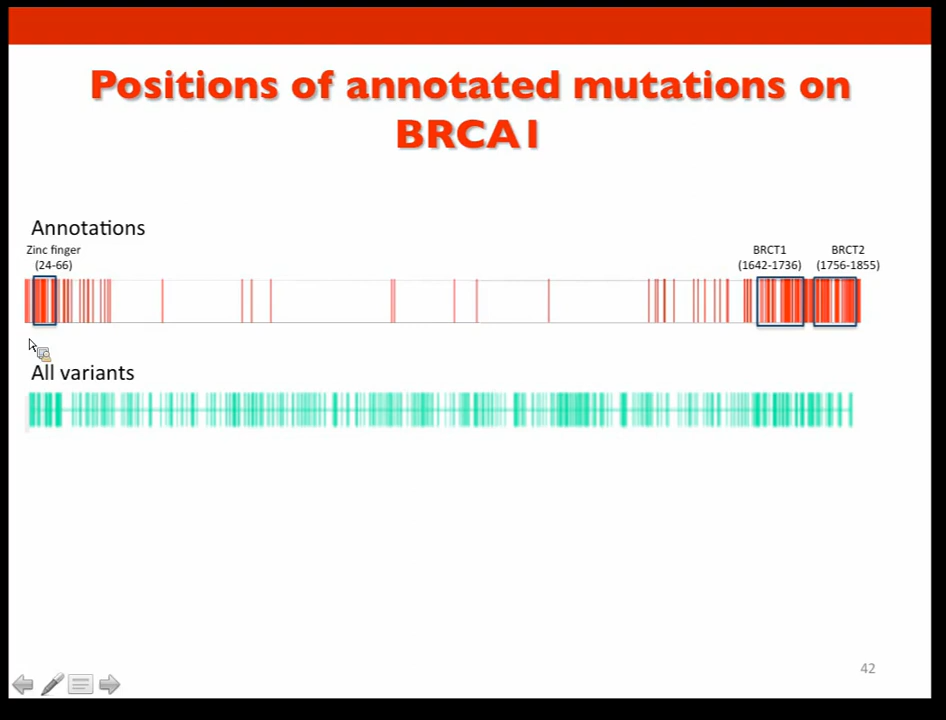 Positions of annotated mutations on
BRCA1
Annotations
Zinc finger
(24-66)
BRCT1
(1642-1736)
BRCT2
(1756-1855)
All variants
42